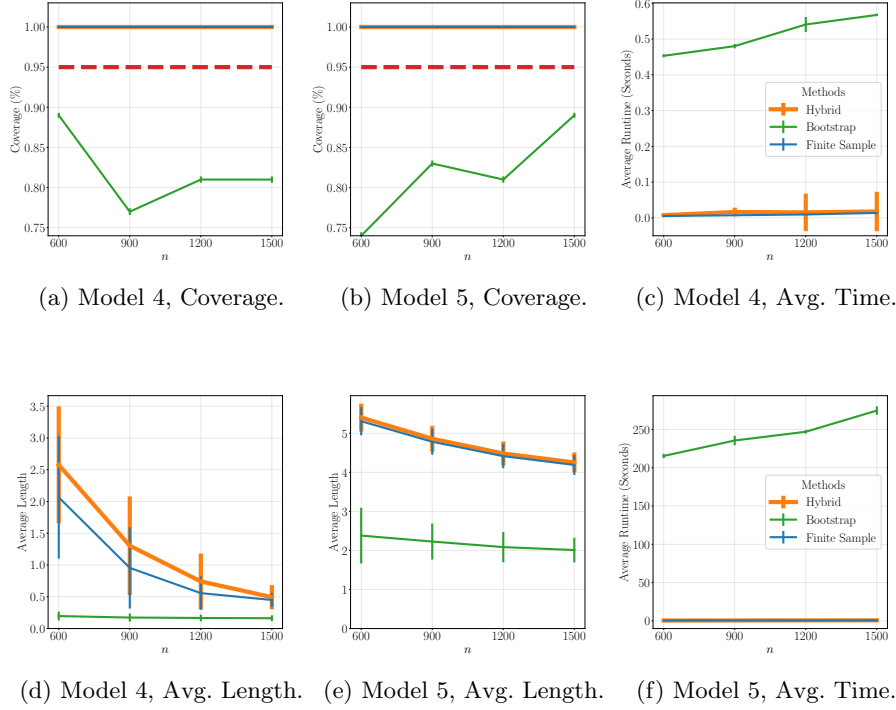 1.00
0.95
0.90
0.85
0.80
0.75
Coverage (%)
600 900 1200 1500
n
(a) Model 4, Coverage.
1.00
0.95
0.90
0.85
0.80
0.75
Coverage (%)
600 900 1200 1500
n
(b) Model 5, Coverage.
0.6
0.5
0.4
0.3
0.2
0.1
0.0
Average Runtime (Seconds)
Methods
Hybrid
Bootstrap
Finite Sample
600 900 1200 1500
n
(c) Model 4, Avg. Time.
3.5
3.0
2.5
2.0
1.5
1.0
0.5
0.0
Average Length
600 900 1200 1500
n
(d) Model 4, Avg. Length.
5
4
3
2
1
0
Average Length
600 900 1200 1500
n
(e) Model 5, Avg. Length.
250
200
150
100
50
0
Average Runtime (Seconds)
Methods
Hybrid
Bootstrap
Finite Sample
600 900 1200 1500
n
(f) Model 5, Avg. Time.